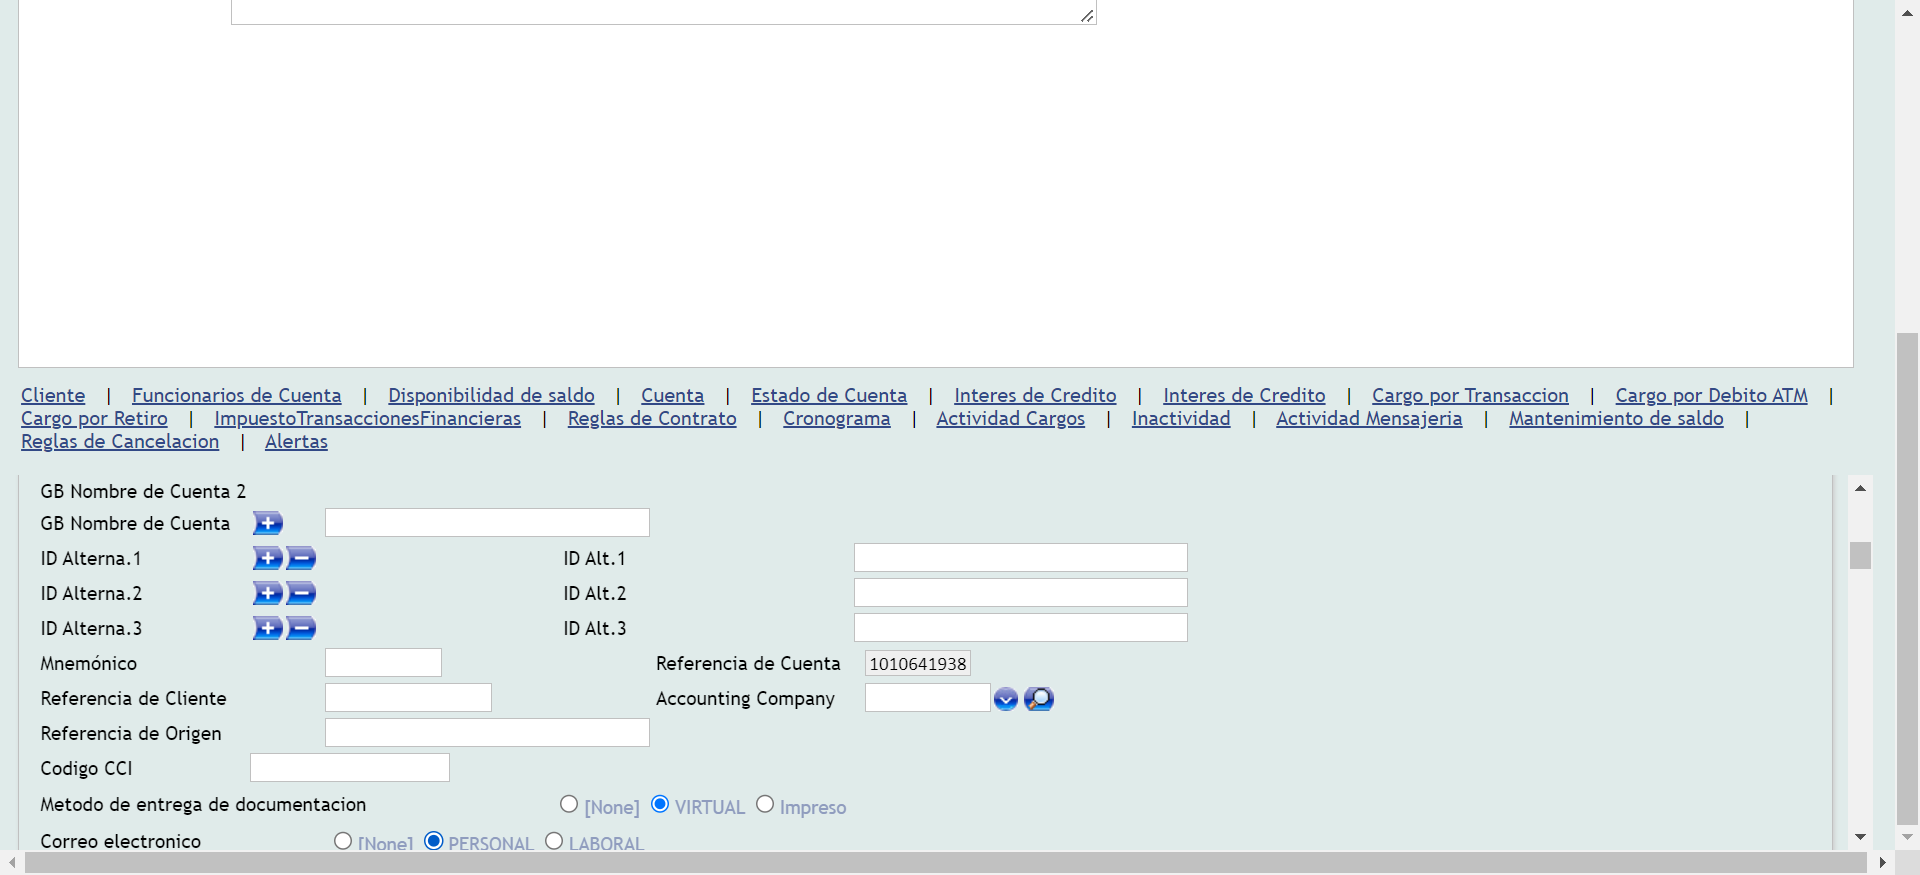 Cliente | Funcionarios de Cuenta | Disponibilidad de saldo | Cuenta | Estado de Cuenta | Interes de Credito | Interes de Credito | Cargo por Transaccion | Cargo por Debito ATM |
Cargo por Retiro | ImpuestoTransaccionesFinancieras | Reglas de Contrato | Cronograma | Actividad Cargos | Inactividad | Actividad Mensajeria | Mantenimiento de saldo |
Reglas de Cancelacion | Alertas
GB Nombre de Cuenta 2
GB Nombre de Cuenta
ID Alterna.1 ID Alt.1
ID Alterna.2 ID Alt.2
ID Alterna.3 ID Alt.3
Mnemónico Referencia de Cuenta 1010641938
Referencia de Cliente Accounting Company
Referencia de Origen
Codigo CCI
Metodo de entrega de documentacion [None] VIRTUAL Impreso
Correo electronico [None] PERSONAL LABORAL